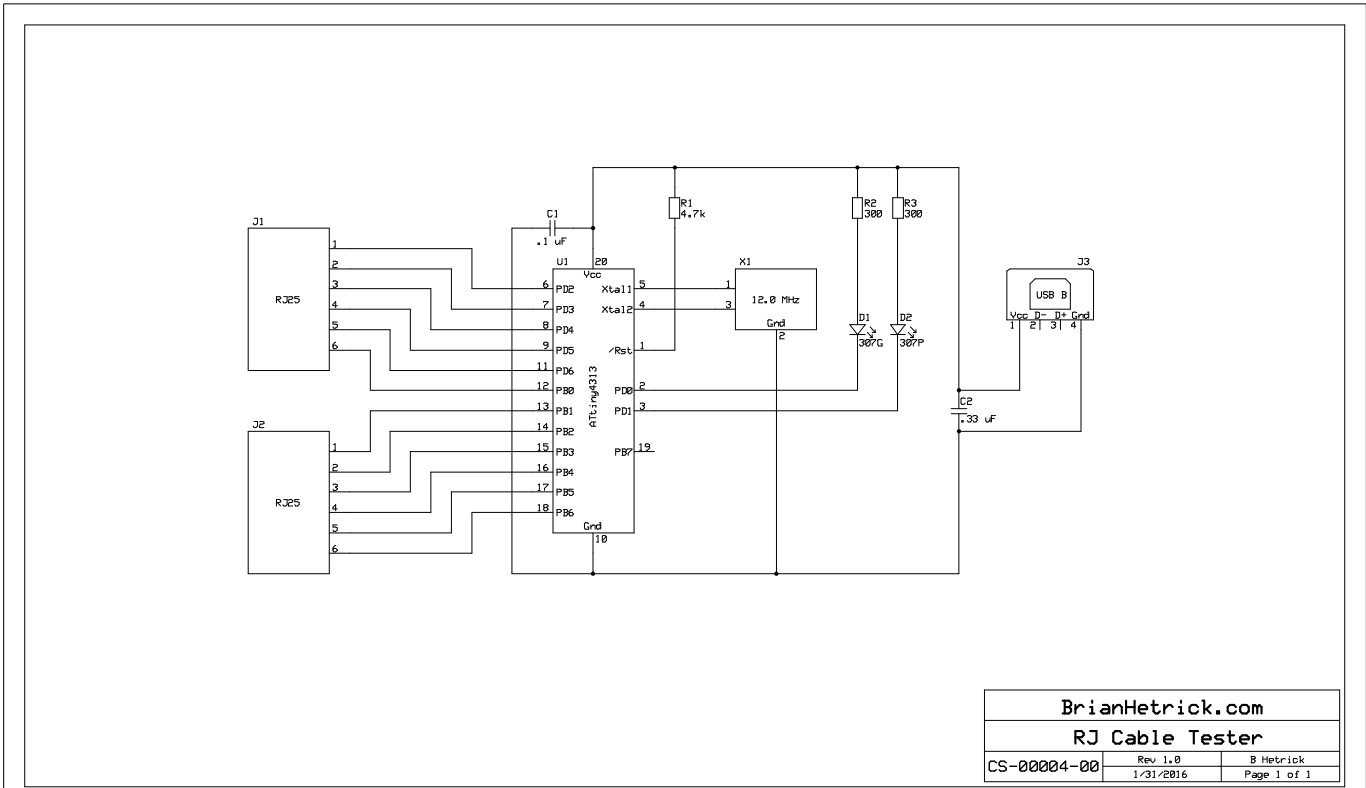 J1
RJ25
1
2
3
4
5
6
J2
RJ25
1
2
3
4
5
6
C1
.1 uF
U1
20
Vcc
6 PD2
7 PD3
8 PD4
9 PD5
11 PD6
12 PB0
13 PB1
14 PB2
15 PB3
16 PB4
17 PB5
18 PB6
ATtiny4313
Xtal1 5
Xtal2 4
/Rst 1
PD0 2
PD1 3
PB7 19
Gnd
10
R1
4.7k
X1
1
3
12.0 MHz
Gnd
2
R2
300
R3
300
D1
307G
D2
307P
C2
.33 uF
J3
USB B
Vcc D- D+ Gnd
1 2 3 4
BrianHetrick.com
RJ Cable Tester
CS-00004-00
Rev 1.0
B Hetrick
1/31/2016
Page 1 of 1